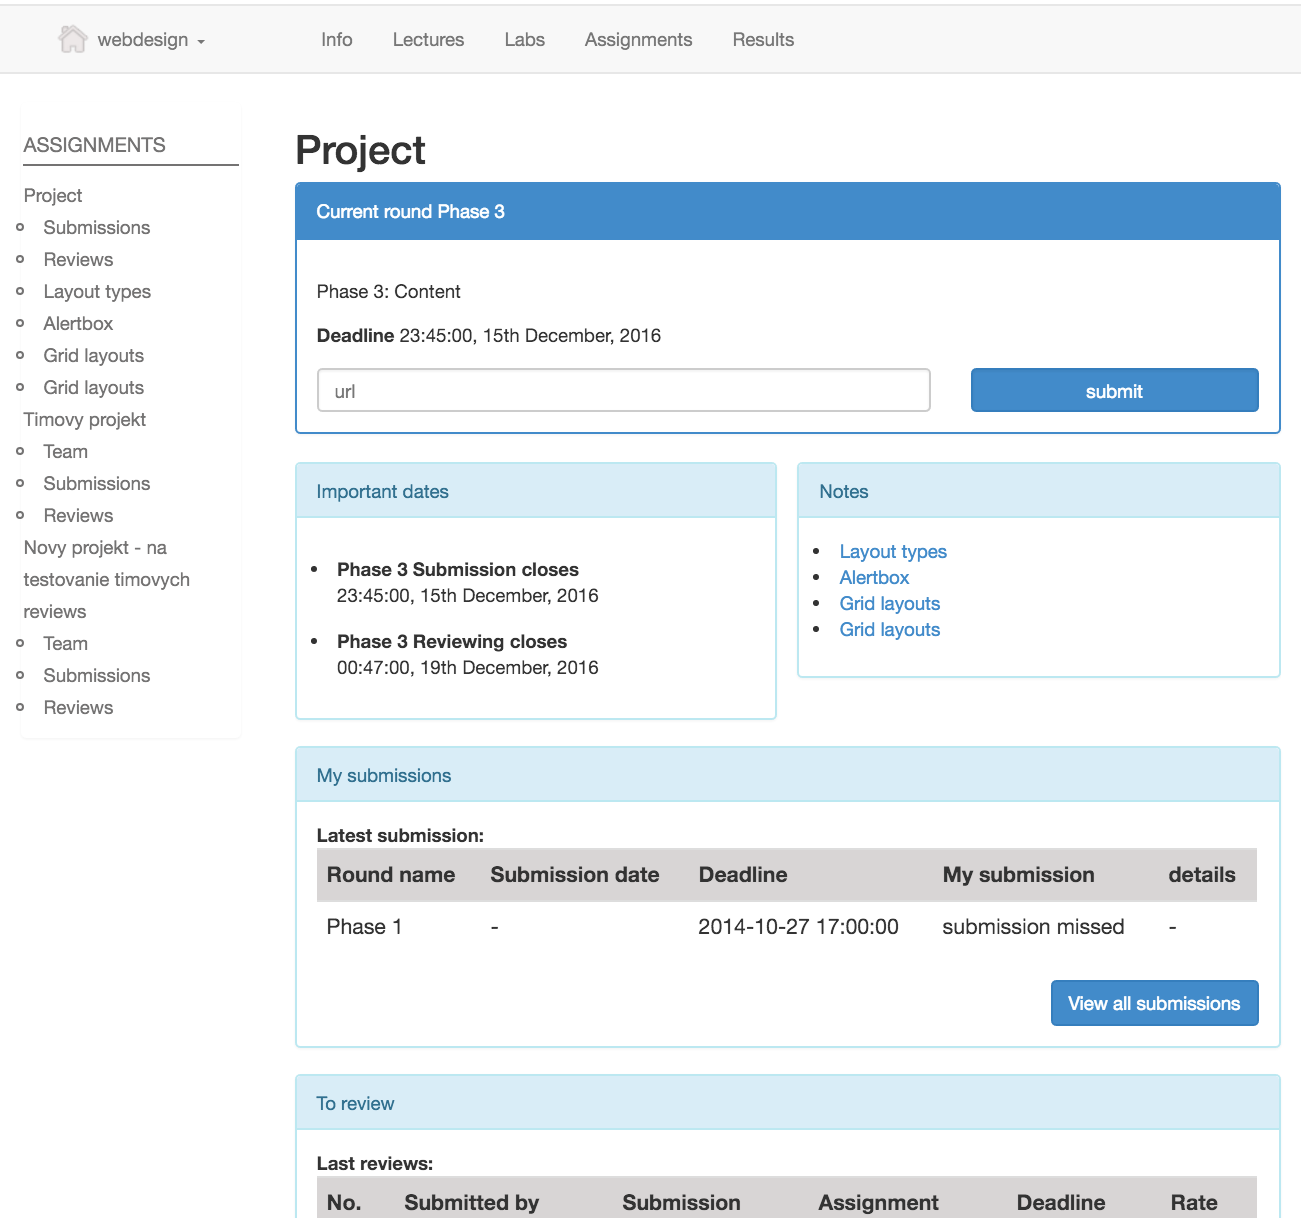 webdesign
Info Lectures Labs Assignments Results
ASSIGNMENTS
Project
Submissions
Reviews
Layout types
Alertbox
Grid layouts
Grid layouts
Timovy projekt
Team
Submissions
Reviews
Novy projekt - na
testovanie timovych
reviews
Team
Submissions
Reviews
Project
Current round Phase 3
Phase 3: Content
Deadline 23:45:00, 15th December, 2016
url submit
Important dates
Phase 3 Submission closes
23:45:00, 15th December, 2016
Phase 3 Reviewing closes
00:47:00, 19th December, 2016
Notes
Layout types
Alertbox
Grid layouts
Grid layouts
My submissions
Latest submission:
Round name Submission date Deadline My submission details
Phase 1 - 2014-10-27 17:00:00 submission missed -
View all submissions
To review
Last reviews:
No. Submitted by Submission Assignment Deadline Rate